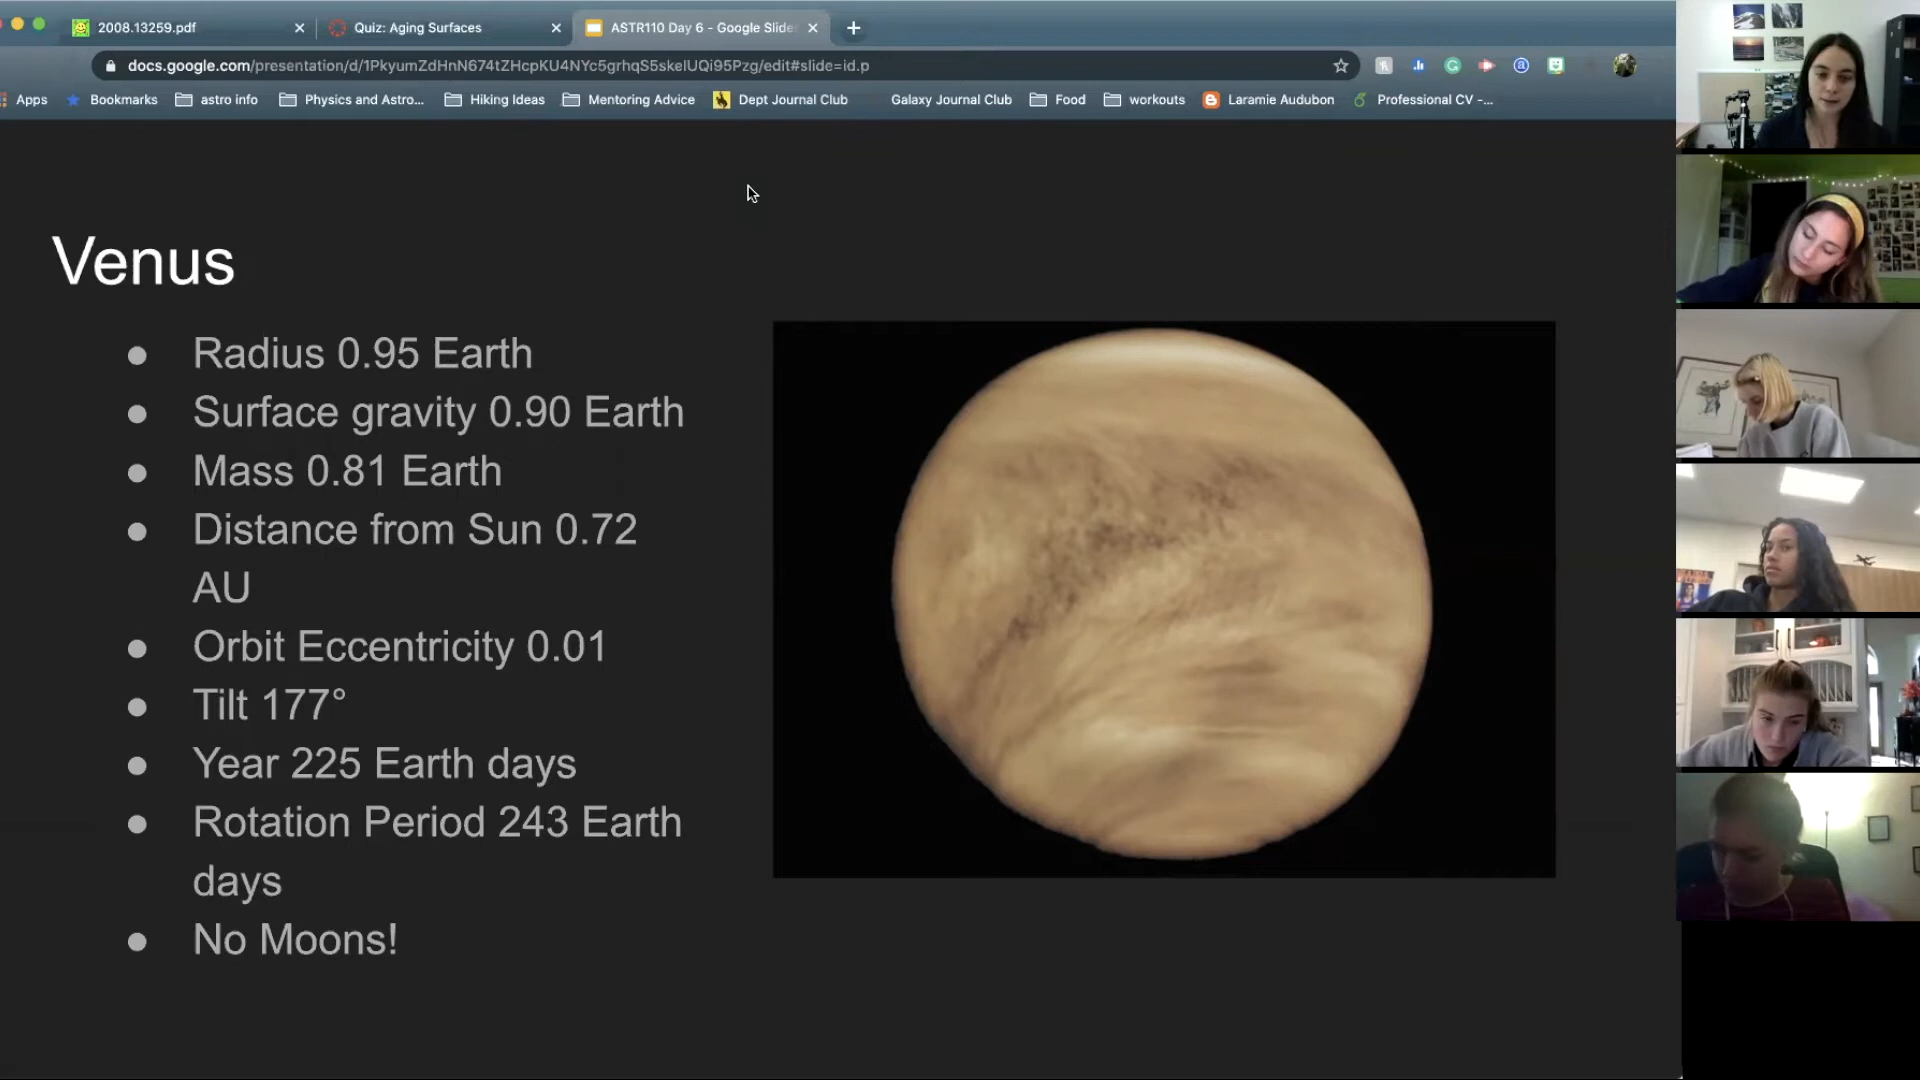 2008.13259.pdf
Quiz: Aging Surfaces
ASTR110 Day 6 - Google Slide
docs.google.com/presentation/d/1PkyumZdHnN674tZHcpKU4NYc5grhqS5skeIUQi95Pzg/edit#slide=id.p
Apps Bookmarks astro info Physics and Astro... Hiking Ideas Mentoring Advice Dept Journal Club Galaxy Journal Club Food workouts Laramie Audubon Professional CV -...
Venus
● Radius 0.95 Earth
● Surface gravity 0.90 Earth
● Mass 0.81 Earth
● Distance from Sun 0.72
AU
● Orbit Eccentricity 0.01
● Tilt 177°
● Year 225 Earth days
● Rotation Period 243 Earth
days
● No Moons!